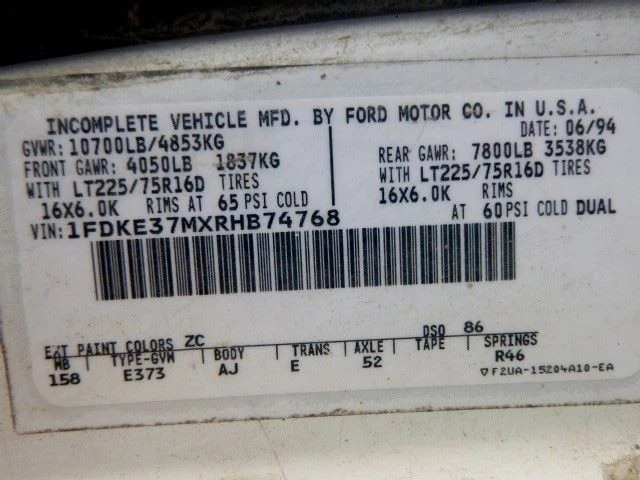 INCOMPLETE VEHICLE MFD. BY FORD MOTOR CO. IN U.S.A.
GVWR: 10700LB/4853KG DATE: 06/94
FRONT GAWR: 4050LB 1837KG REAR GAWR: 7800LB 3538KG
WITH LT225/75R16D TIRES WITH LT225/75R16D TIRES
16X6.0K RIMS AT 65 PSI COLD 16X6.0K RIMS
AT 60 PSI COLD DUAL
VIN: 1FDKE37MXRHB74768
EXT PAINT COLORS ZC DSO 86
WB TYPE-GVM BODY TRANS AXLE TAPE SPRINGS
158 E373 AJ E 52 R46
▽F2UA-15204A10-EA